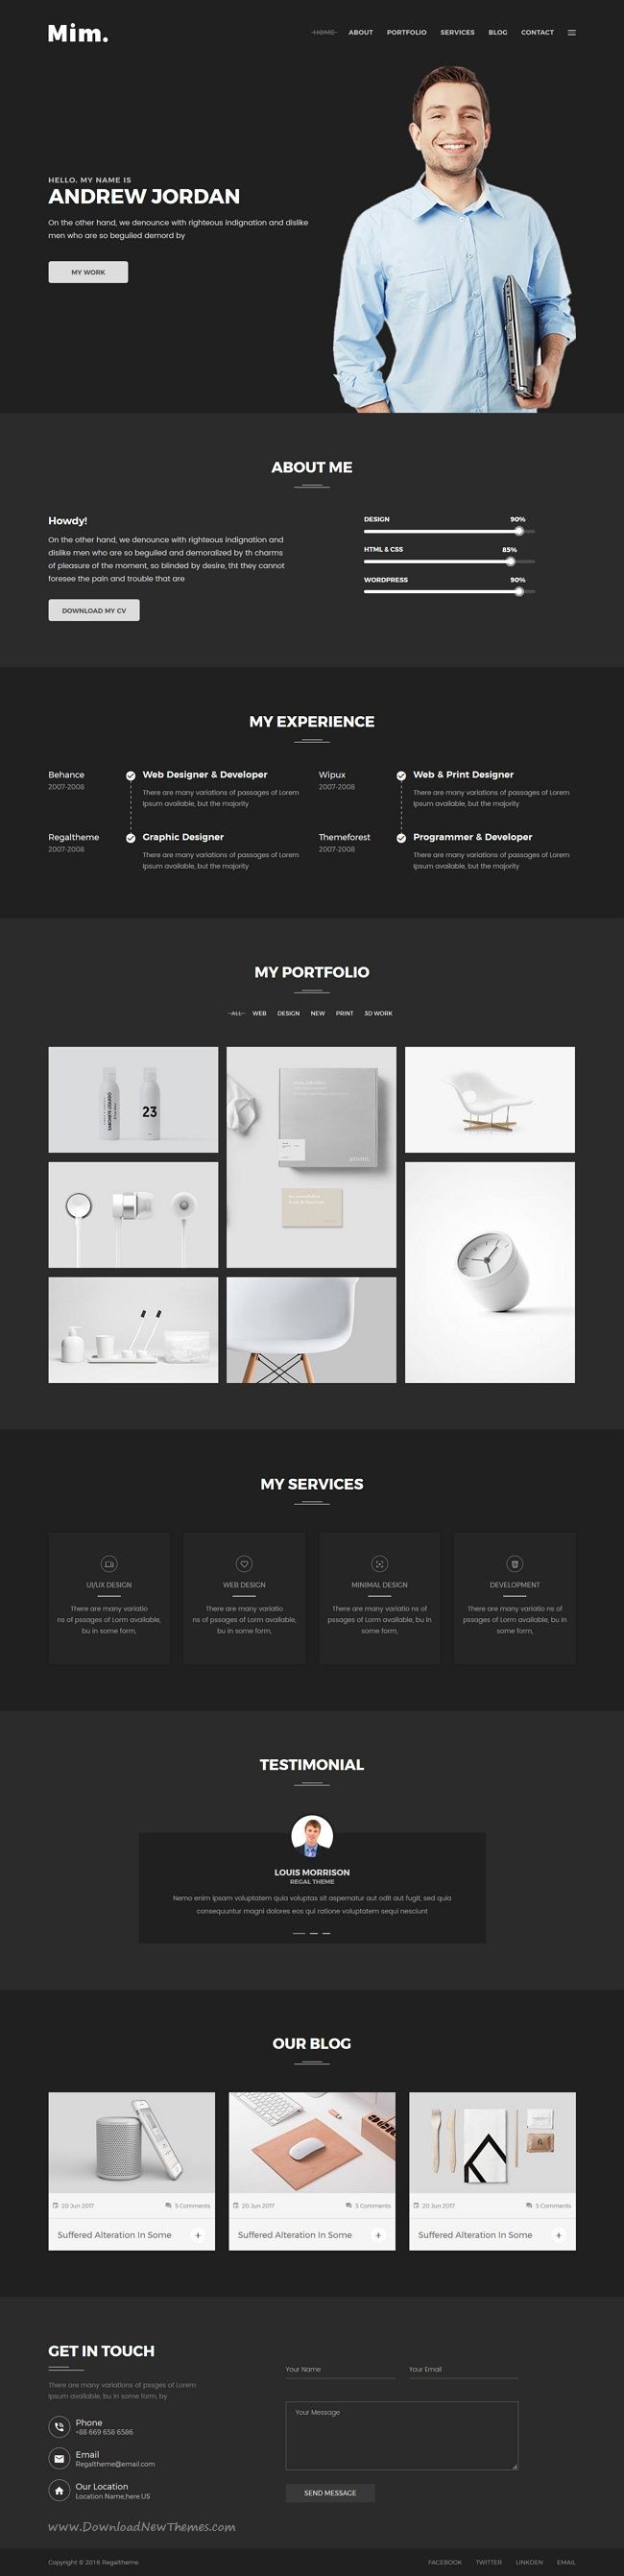 Mim.
HOME ABOUT PORTFOLIO SERVICES BLOG CONTACT
HELLO, MY NAME IS
ANDREW JORDAN
On the other hand, we denounce with righteous indignation and dislike
men who are so beguiled demord by
MY WORK
ABOUT ME
Howdy!
On the other hand, we denounce with righteous indignation and
dislike men who are so beguiled and demoralized by th charms
of pleasure of the moment, so blinded by desire, tht they cannot
foresee the pain and trouble that are
DOWNLOAD MY CV
DESIGN 90%
HTML & CSS 85%
WORDPRESS 90%
MY EXPERIENCE
Behance
2007-2008
Web Designer & Developer
There are many variations of passages of Lorem
Ipsum available, but the majority
Wipux
2007-2008
Web & Print Designer
There are many variations of passages of Lorem
Ipsum available, but the majority
Regaltheme
2007-2008
Graphic Designer
There are many variations of passages of Lorem
Ipsum available, but the majority
Themeforest
2007-2008
Programmer & Developer
There are many variations of passages of Lorem
Ipsum available, but the majority
MY PORTFOLIO
ALL WEB DESIGN NEW PRINT 3D WORK
23
MY SERVICES
UI/UX DESIGN
There are many variatio
ns of pssages of Lorm available,
bu in some form,
WEB DESIGN
There are many variatio
ns of pssages of Lorm available,
bu in some form,
MINIMAL DESIGN
There are many variatio ns of
pssages of Lorm available, bu in
some form,
DEVELOPMENT
There are many variatio ns of
pssages of Lorm available, bu in
some form,
TESTIMONIAL
LOUIS MORRISON
REGAL THEME
Nemo enim ipsam voluptatem quia voluptas sit aspernatur aut odit aut fugit, sed quia
consequuntur magni dolores eos qui ratione voluptatem sequi nesciunt
OUR BLOG
20 Jun 2017 5 Comments
Suffered Alteration In Some +
20 Jun 2017 5 Comments
Suffered Alteration In Some +
20 Jun 2017 5 Comments
Suffered Alteration In Some +
GET IN TOUCH
There are many variations of pssges of Lorem
Ipsum available, bu in some form, by
Phone
+88 669 658 6586
Email
Regaltheme@email.com
Our Location
Location Name,here,US
Your Name
Your Email
Your Message
SEND MESSAGE
www.DownloadNewThemes.com
Copyright © 2016 Regaltheme
FACEBOOK TWITTER LINKDEN EMAIL